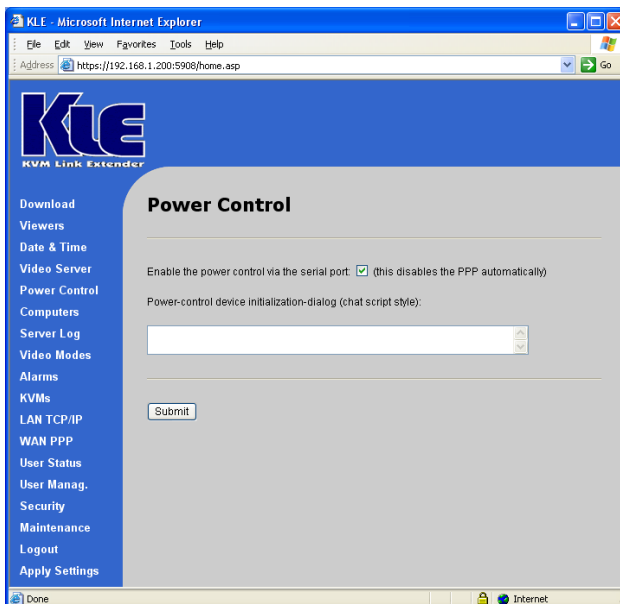 KLE - Microsoft Internet Explorer
File Edit View Favorites Tools Help
Address https://192.168.1.200:5908/home.asp Go
KLE
KVM Link Extender
Download
Viewers
Date & Time
Video Server
Power Control
Computers
Server Log
Video Modes
Alarms
KVMs
LAN TCP/IP
WAN PPP
User Status
User Manag.
Security
Maintenance
Logout
Apply Settings
Power Control
Enable the power control via the serial port: (this disables the PPP automatically)
Power-control device initialization-dialog (chat script style):
Submit
Done Internet